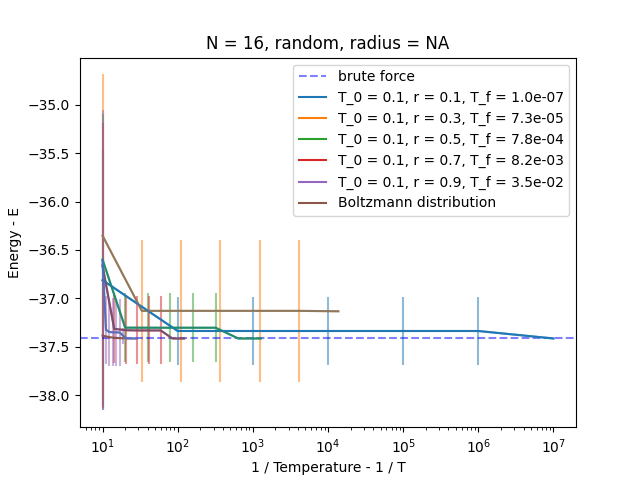 N = 16, random, radius = NA
brute force
T_0 = 0.1, r = 0.1, T_f = 1.0e-07
T_0 = 0.1, r = 0.3, T_f = 7.3e-05
T_0 = 0.1, r = 0.5, T_f = 7.8e-04
T_0 = 0.1, r = 0.7, T_f = 8.2e-03
T_0 = 0.1, r = 0.9, T_f = 3.5e-02
Boltzmann distribution
Energy - E
−35.0
−35.5
−36.0
−36.5
−37.0
−37.5
−38.0
10¹ 10² 10³ 10⁴ 10⁵ 10⁶ 10⁷
1 / Temperature - 1 / T